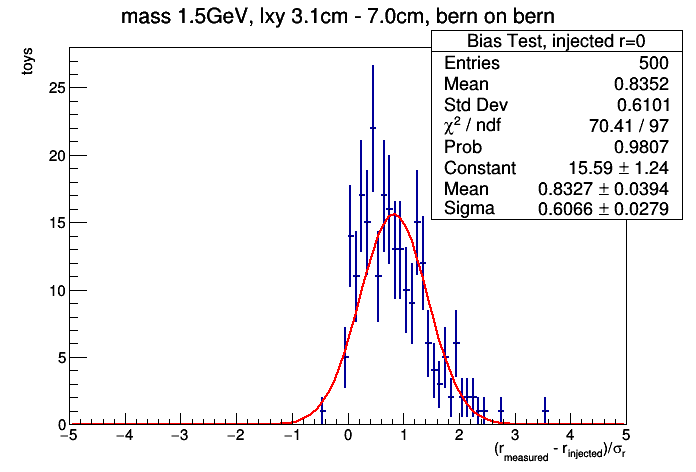 mass 1.5GeV, lxy 3.1cm - 7.0cm, bern on bern
Bias Test, injected r=0
Entries 500
Mean 0.8352
Std Dev 0.6101
χ² / ndf 70.41 / 97
Prob 0.9807
Constant 15.59 ± 1.24
Mean 0.8327 ± 0.0394
Sigma 0.6066 ± 0.0279
toys
25
20
15
10
5
0
−5 −4 −3 −2 −1 0 1 2 3 4 5
(r_measured - r_injected)/σ_r